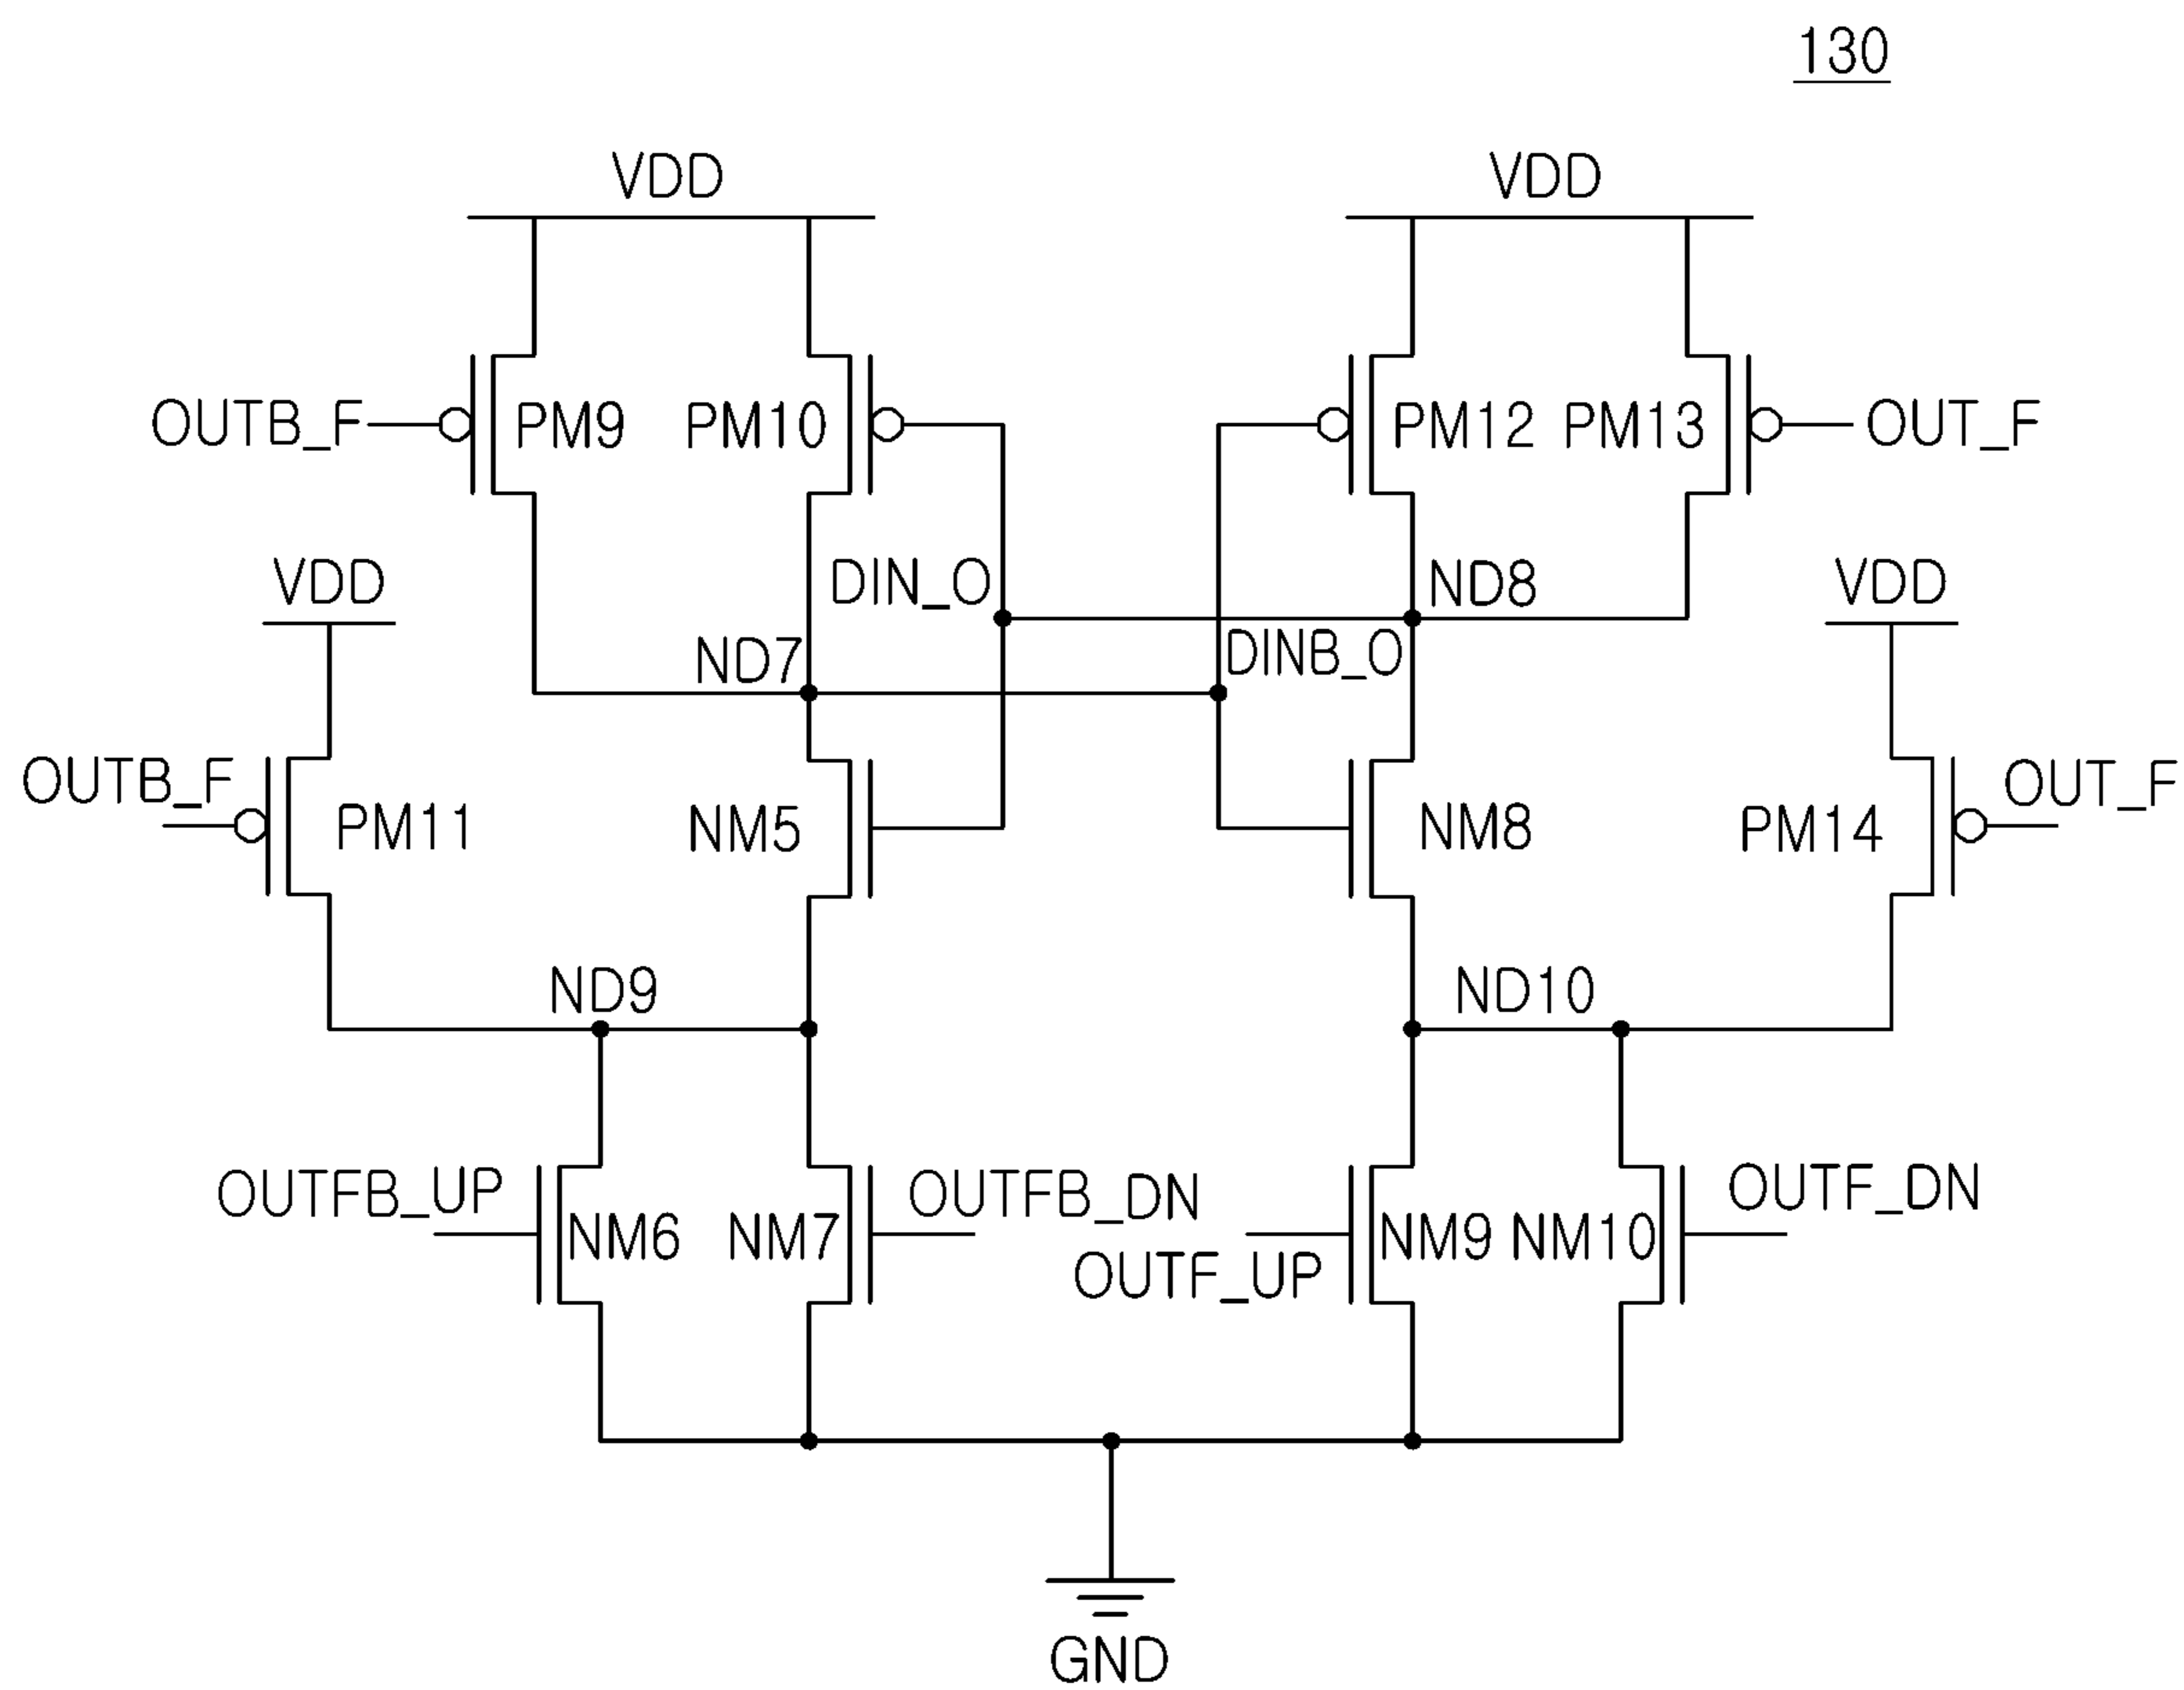 130
VDD VDD
OUTB_F PM9 PM10 PM12 PM13 OUT_F
VDD DIN_O ND8 VDD
ND7 DINB_O
OUTB_F PM11 NM5 NM8 PM14 OUT_F
ND9 ND10
OUTFB_UP NM6 NM7 OUTFB_DN NM9 NM10 OUTF_DN
OUTF_UP
GND